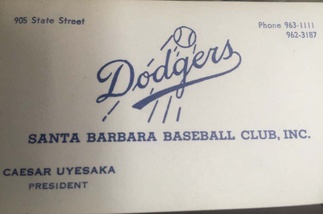 905 State Street
Phone 963-1111
962-3187
Dodgers
SANTA BARBARA BASEBALL CLUB, INC.
CAESAR UYESAKA
PRESIDENT